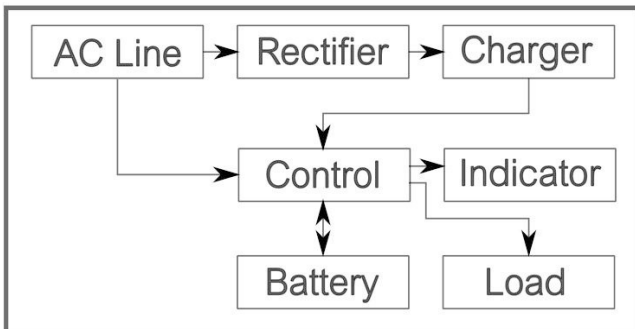 AC Line
Rectifier
Charger
Control
Indicator
Battery
Load